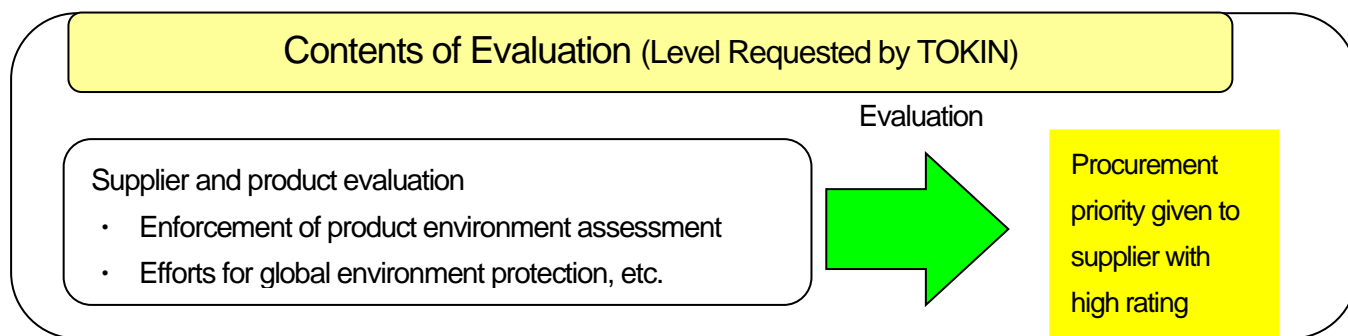 Contents of Evaluation (Level Requested by TOKIN)
Evaluation
Supplier and product evaluation
・ Enforcement of product environment assessment
・ Efforts for global environment protection, etc.
Procurement
priority given to
supplier with
high rating